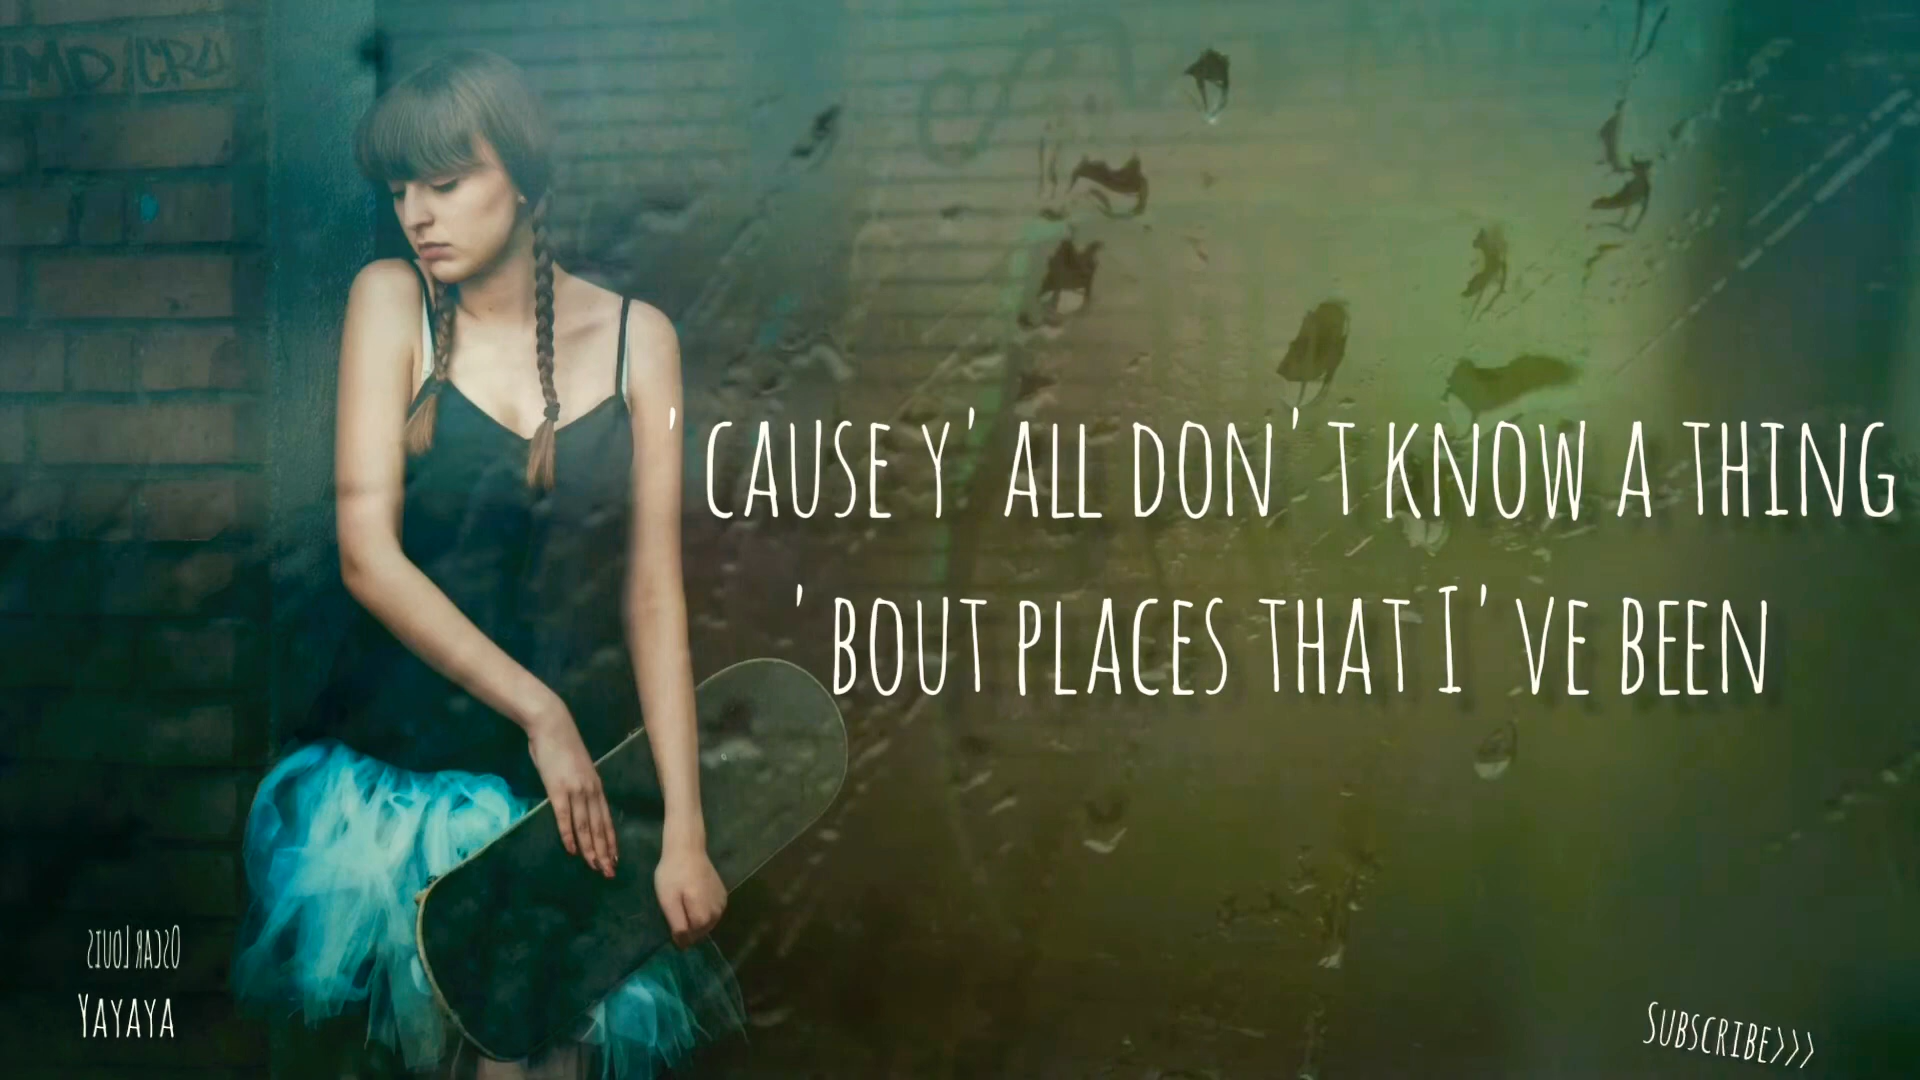 'CAUSE Y'ALL DON'T KNOW A THING
'BOUT PLACES THAT I'VE BEEN
OSCAR LOUIS
YAYAYA
SUBSCRIBE>>>